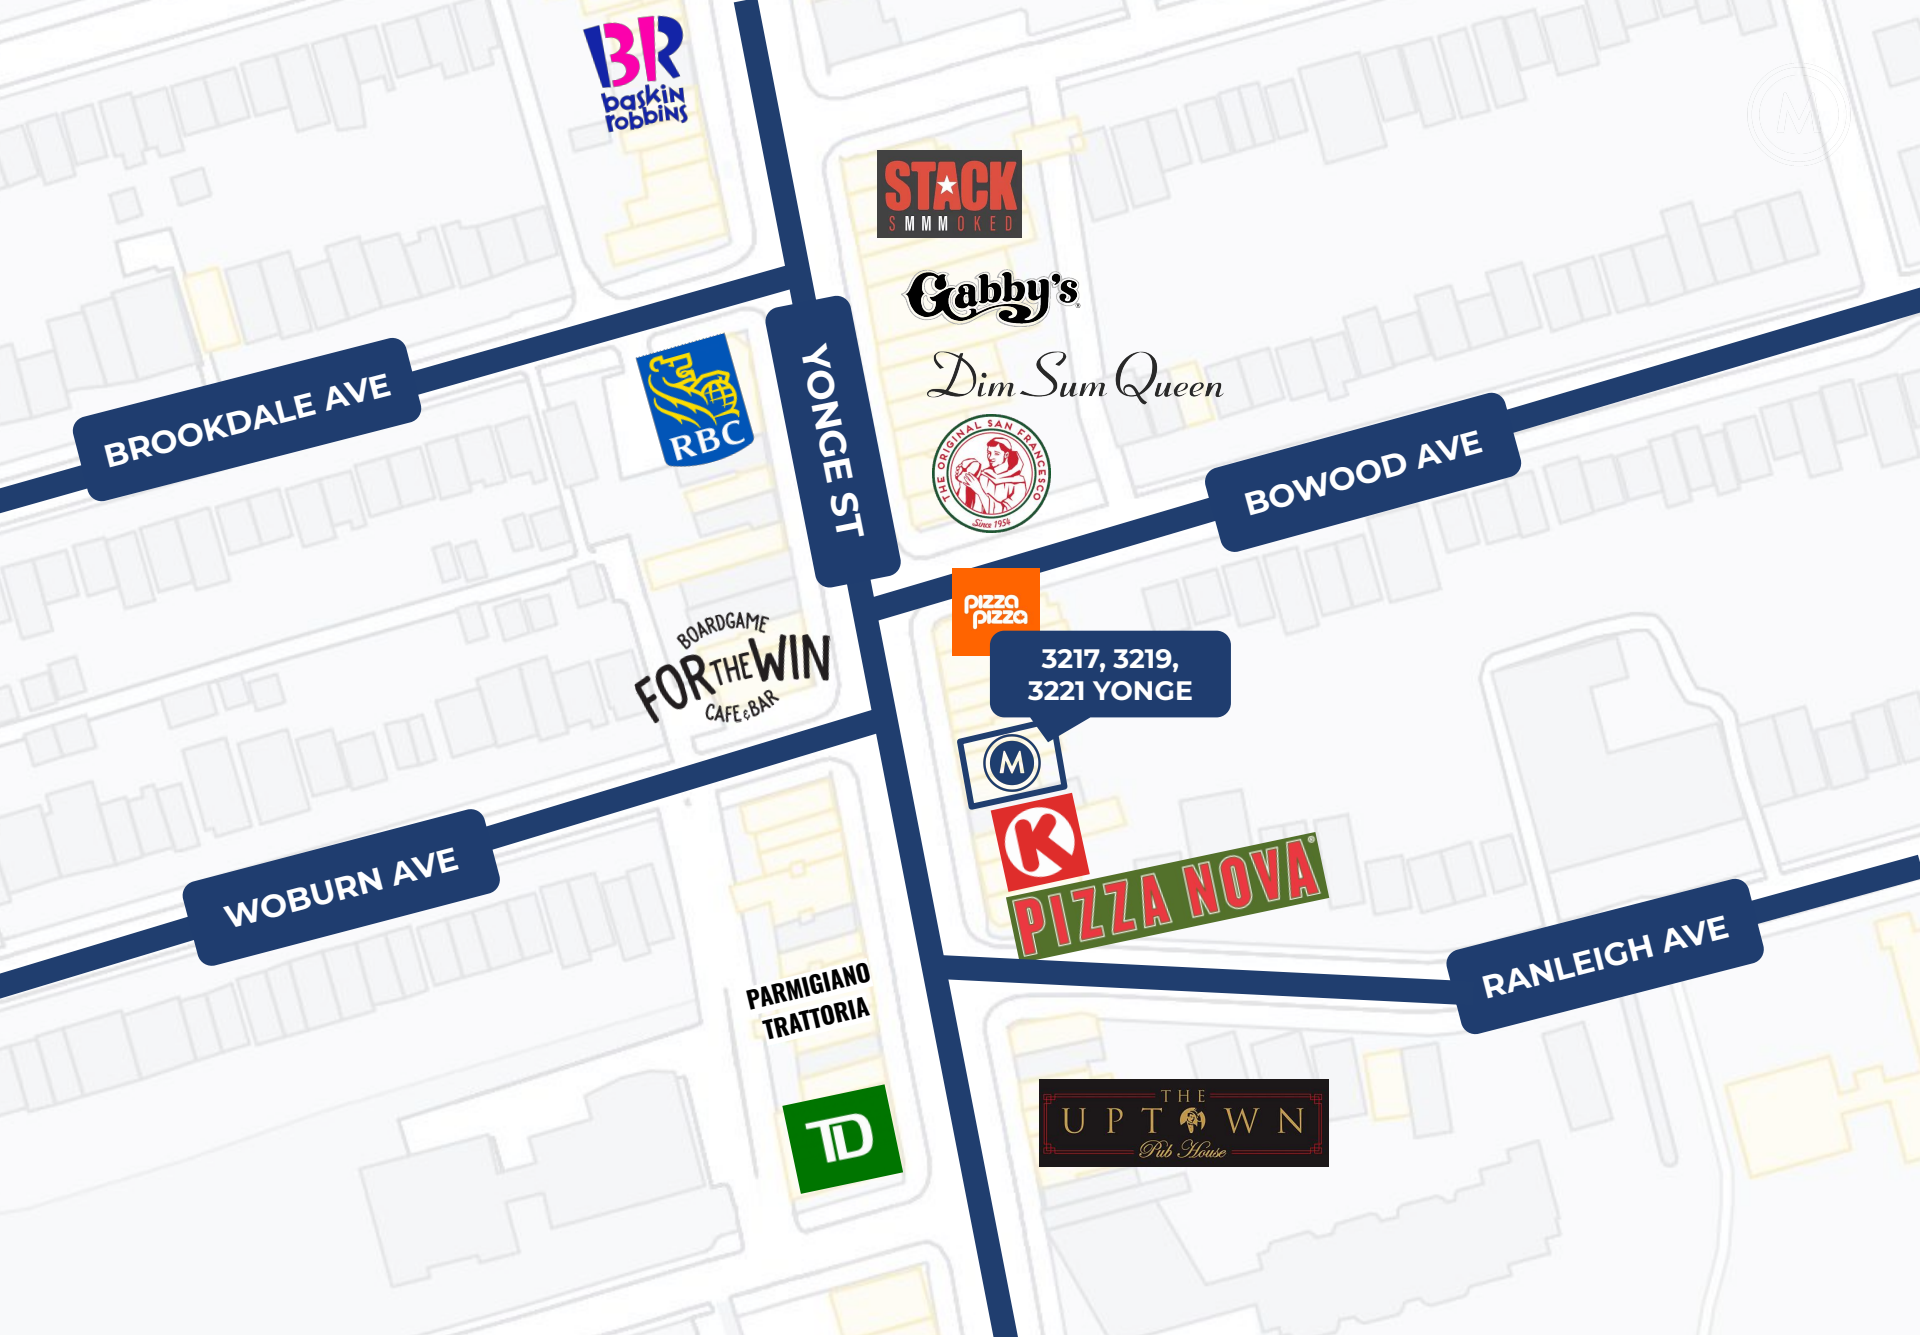 BR
baskin
robbins
M
STACK
SMMMOKED
Gabby's
Dim Sum Queen
BROOKDALE AVE
RBC
YONGE ST
THE ORIGINAL SAN FRANCESCO
Since 1954
BOWOOD AVE
pizza
pizza
BOARDGAME
FOR THE WIN
CAFE & BAR
3217, 3219,
3221 YONGE
M
K
PIZZA NOVA
WOBURN AVE
RANLEIGH AVE
PARMIGIANO
TRATTORIA
TD
THE
UPTOWN
Pub House